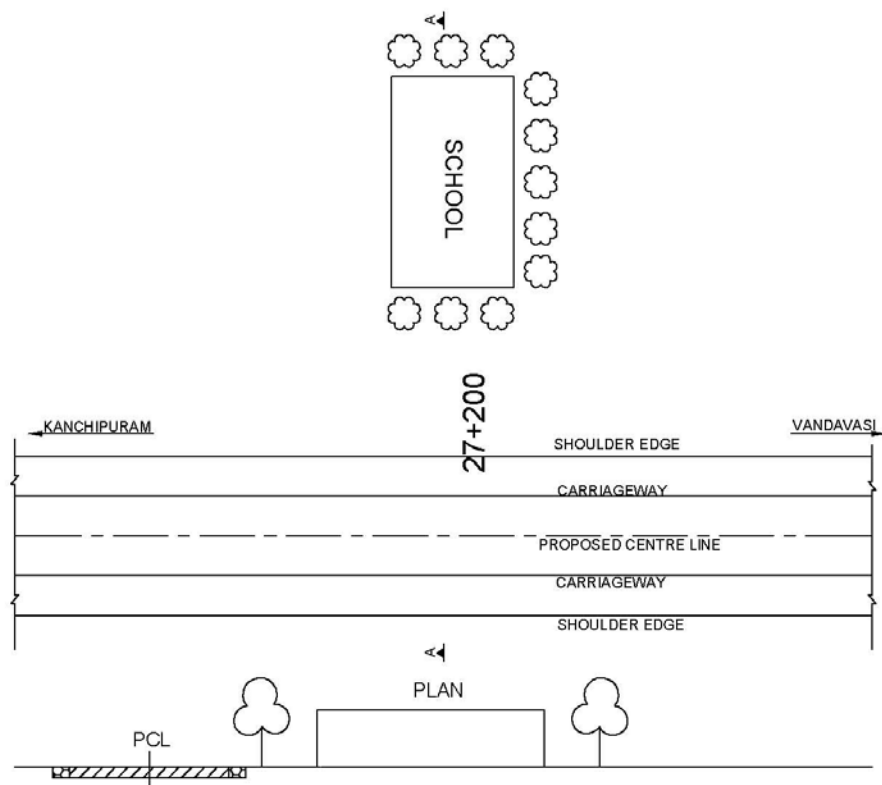 A
SCHOOL
27+200
KANCHIPURAM
VANDAVASI
SHOULDER EDGE
CARRIAGEWAY
PROPOSED CENTRE LINE
CARRIAGEWAY
SHOULDER EDGE
A
PLAN
PCL